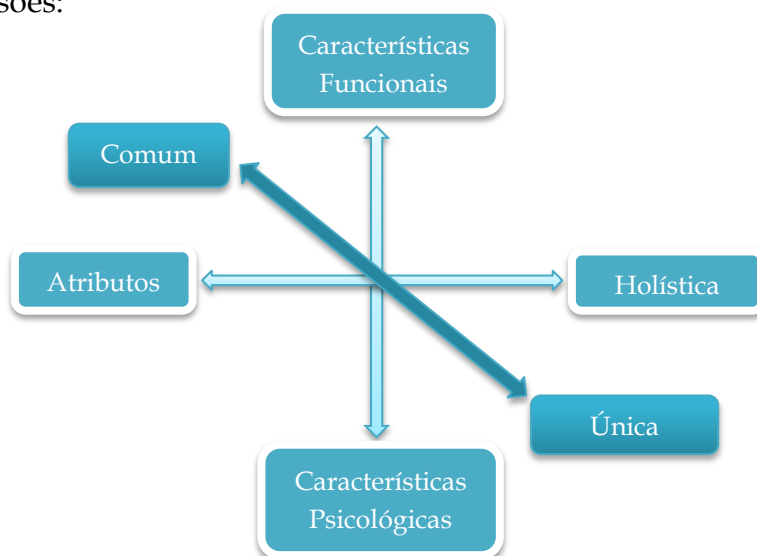 sões:
Características
Funcionais
Comum
Atributos
Holística
Única
Características
Psicológicas